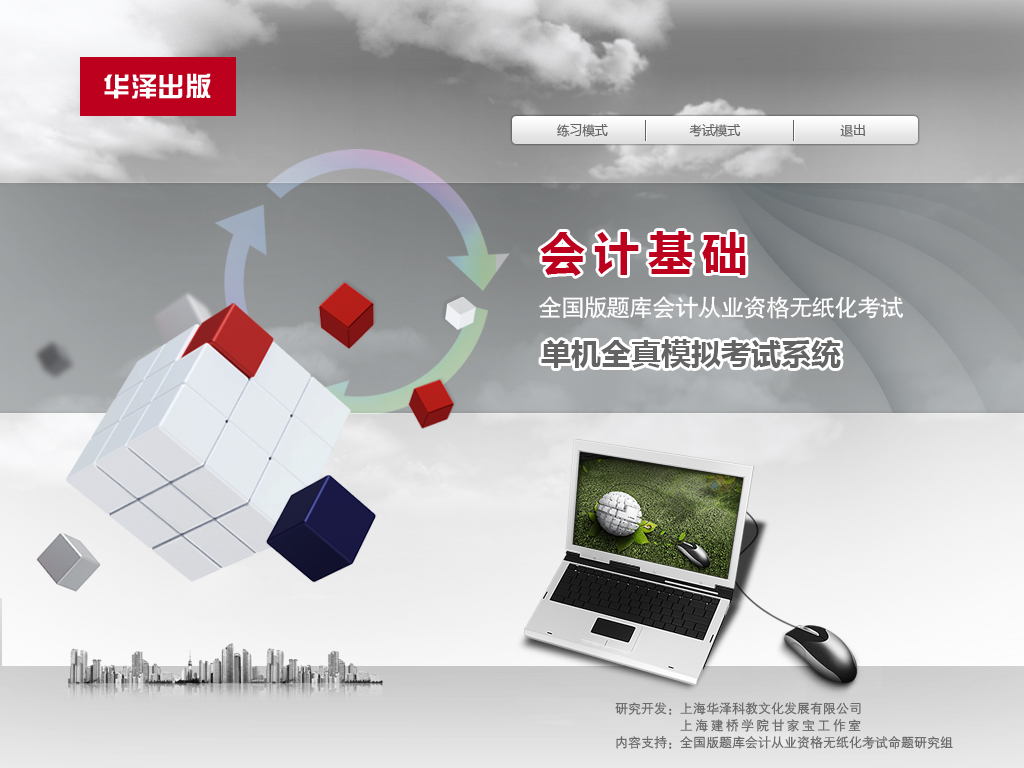 华泽出版
练习模式 考试模式 退出
会计基础
全国版题库会计从业资格无纸化考试
单机全真模拟考试系统
研究开发：上海华泽科教文化发展有限公司
上海建桥学院甘家宝工作室
内容支持：全国版题库会计从业资格无纸化考试命题研究组